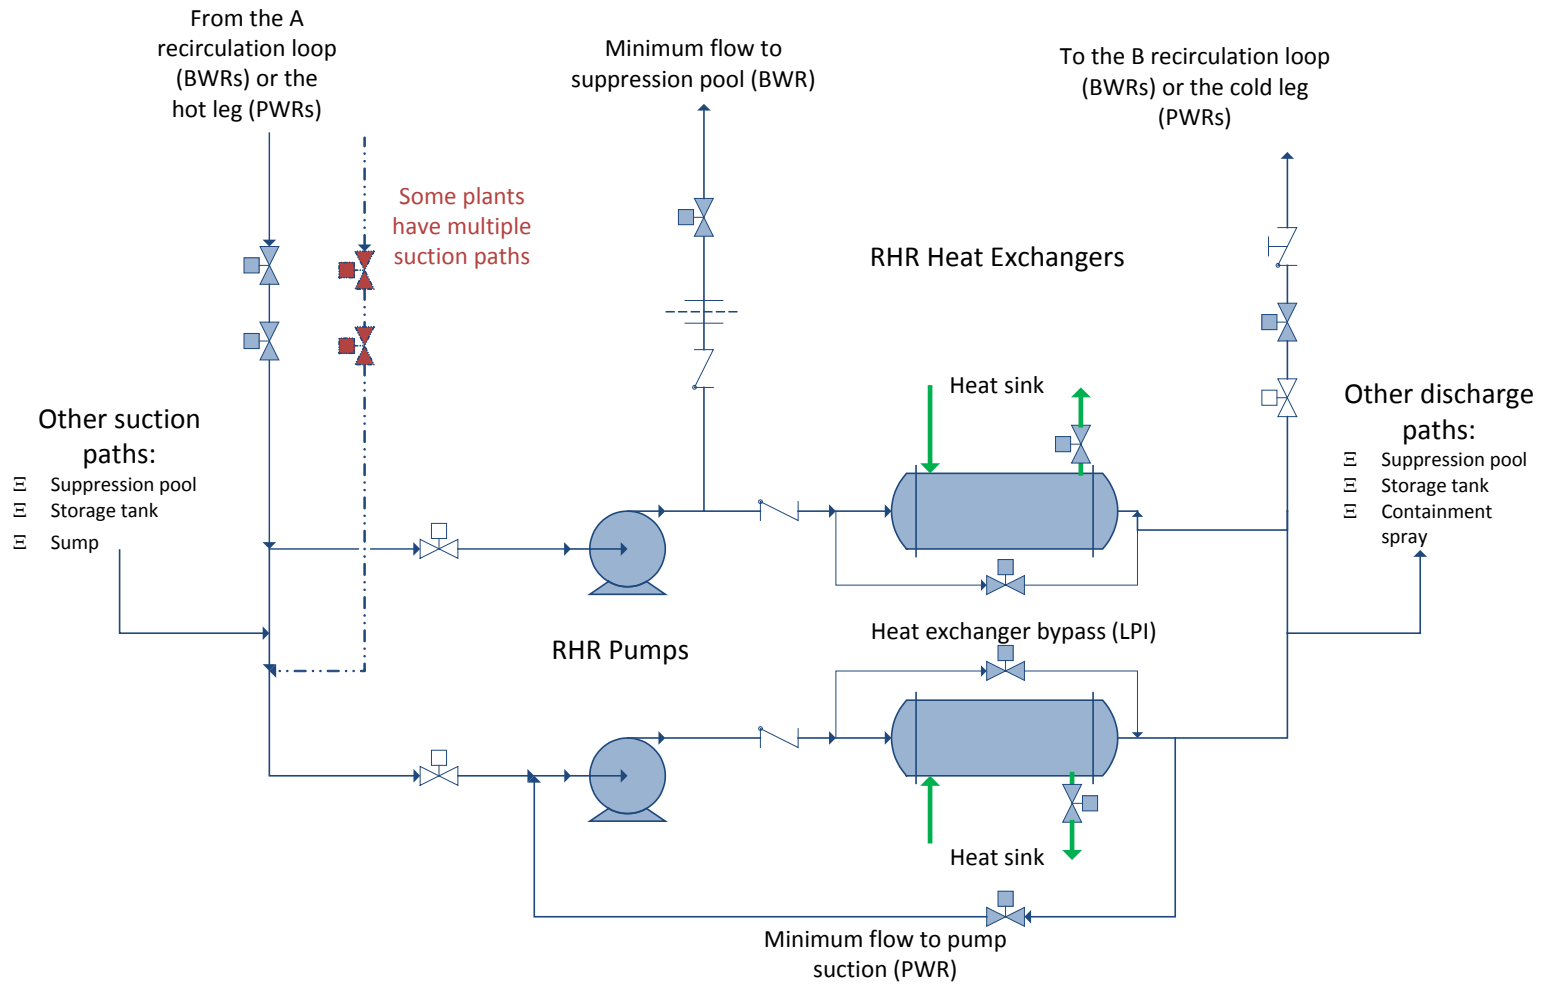 From the A
recirculation loop
(BWRs) or the
hot leg (PWRs)
Minimum flow to
suppression pool (BWR)
To the B recirculation loop
(BWRs) or the cold leg
(PWRs)
Some plants
have multiple
suction paths
RHR Heat Exchangers
Heat sink
Other suction
paths:
Ξ Suppression pool
Ξ Storage tank
Ξ Sump
Other discharge
paths:
Ξ Suppression pool
Ξ Storage tank
Ξ Containment
spray
Heat exchanger bypass (LPI)
RHR Pumps
Heat sink
Minimum flow to pump
suction (PWR)